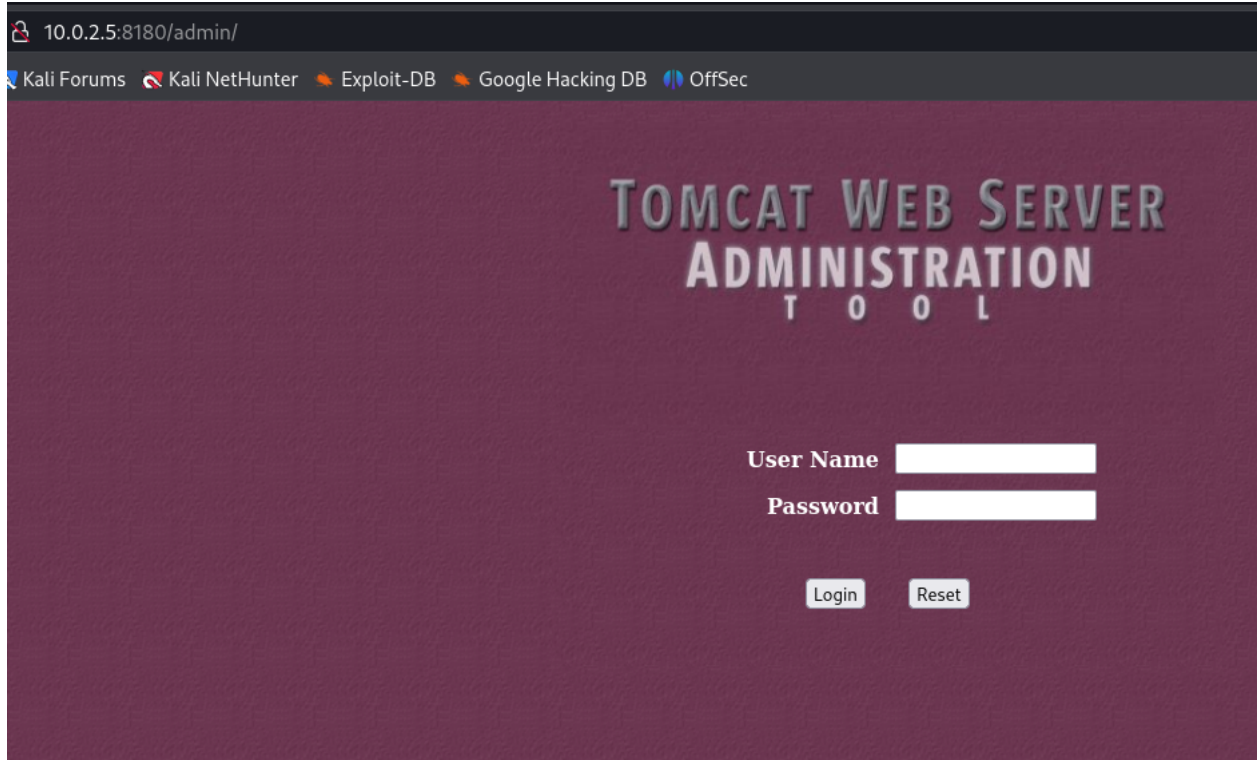 10.0.2.5:8180/admin/
Kali Forums Kali NetHunter Exploit-DB Google Hacking DB OffSec
TOMCAT WEB SERVER
ADMINISTRATION
TOOL
User Name
Password
Login Reset